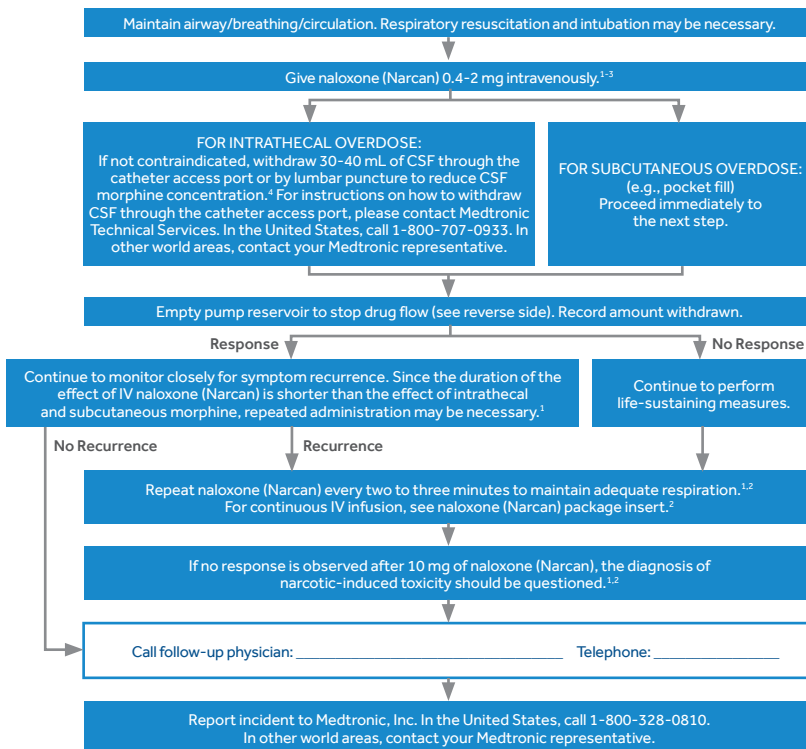 Maintain airway/breathing/circulation. Respiratory resuscitation and intubation may be necessary.
Give naloxone (Narcan) 0.4-2 mg intravenously.1-3
FOR INTRATHECAL OVERDOSE:
If not contraindicated, withdraw 30-40 mL of CSF through the
catheter access port or by lumbar puncture to reduce CSF
morphine concentration.4 For instructions on how to withdraw
CSF through the catheter access port, please contact Medtronic
Technical Services. In the United States, call 1-800-707-0933. In
other world areas, contact your Medtronic representative.
FOR SUBCUTANEOUS OVERDOSE:
(e.g., pocket fill)
Proceed immediately to
the next step.
Empty pump reservoir to stop drug flow (see reverse side). Record amount withdrawn.
Response
No Response
Continue to monitor closely for symptom recurrence. Since the duration of the
effect of IV naloxone (Narcan) is shorter than the effect of intrathecal
and subcutaneous morphine, repeated administration may be necessary.1
Continue to perform
life-sustaining measures.
No Recurrence
Recurrence
Repeat naloxone (Narcan) every two to three minutes to maintain adequate respiration.1,2
For continuous IV infusion, see naloxone (Narcan) package insert.2
If no response is observed after 10 mg of naloxone (Narcan), the diagnosis of
narcotic-induced toxicity should be questioned.1,2
Call follow-up physician: ______________________________ Telephone: ______________
Report incident to Medtronic, Inc. In the United States, call 1-800-328-0810.
In other world areas, contact your Medtronic representative.